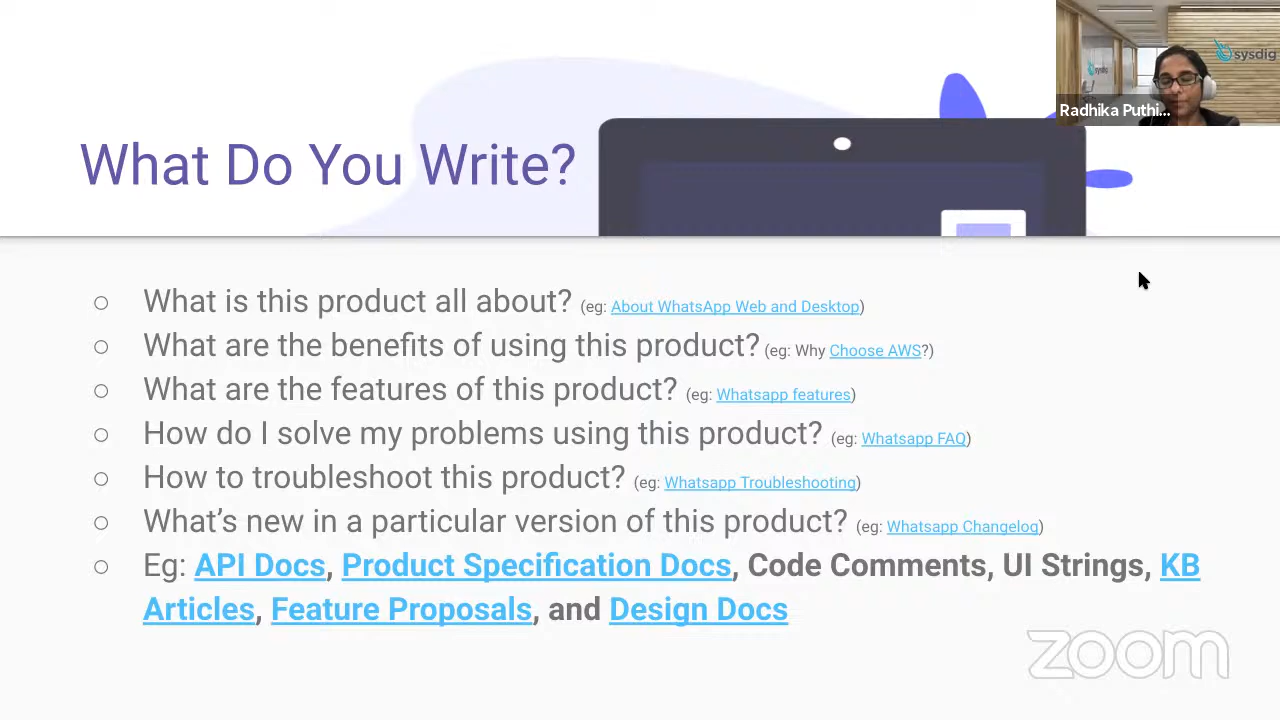 sysdig
sysdig
Radhika Puthi...
What Do You Write?
○ What is this product all about? (eg: About WhatsApp Web and Desktop)
○ What are the benefits of using this product? (eg: Why Choose AWS?)
○ What are the features of this product? (eg: Whatsapp features)
○ How do I solve my problems using this product? (eg: Whatsapp FAQ)
○ How to troubleshoot this product? (eg: Whatsapp Troubleshooting)
○ What’s new in a particular version of this product? (eg: Whatsapp Changelog)
○ Eg: API Docs, Product Specification Docs, Code Comments, UI Strings, KB
Articles, Feature Proposals, and Design Docs
zoom